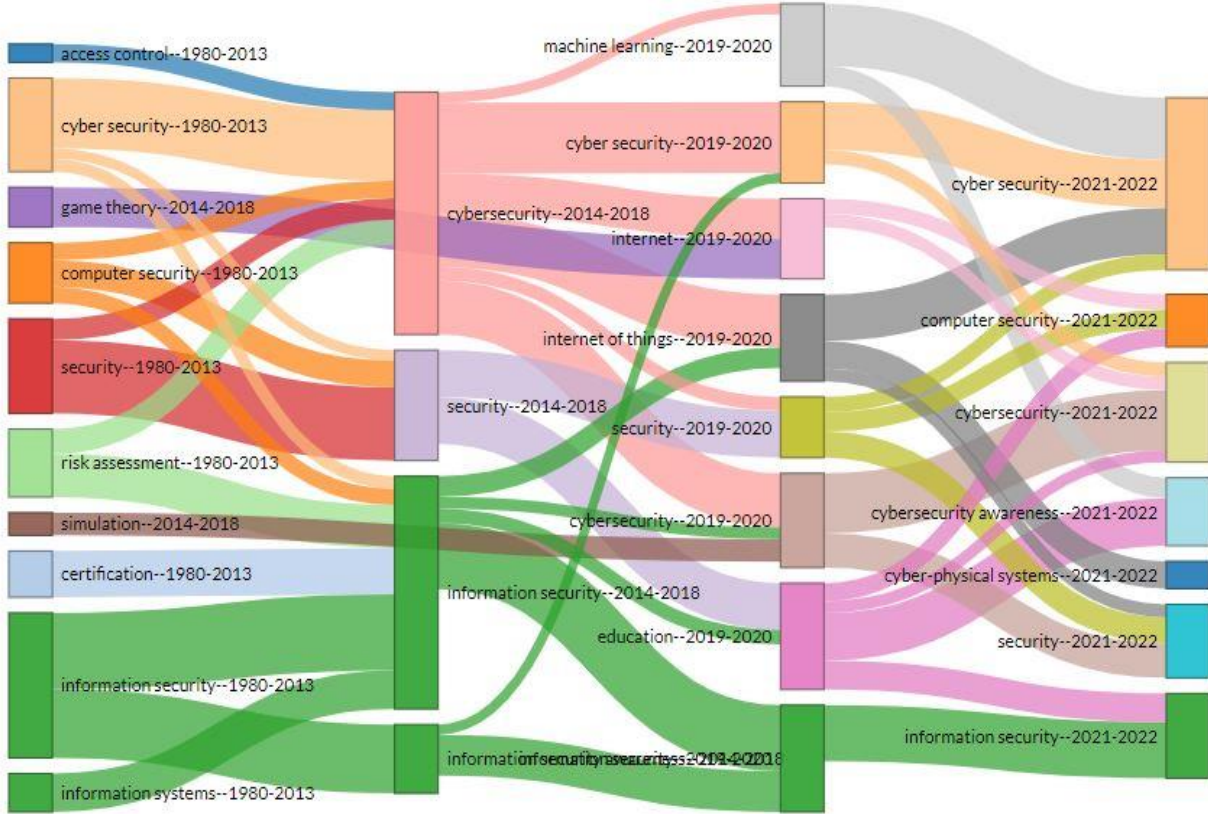 access control--1980-2013
cyber security--1980-2013
game theory--2014-2018
computer security--1980-2013
security--1980-2013
risk assessment--1980-2013
simulation--2014-2018
certification--1980-2013
information security--1980-2013
information systems--1980-2013
cybersecurity--2014-2018
security--2014-2018
information security--2014-2018
machine learning--2019-2020
cyber security--2019-2020
internet--2019-2020
internet of things--2019-2020
security--2019-2020
cybersecurity--2019-2020
education--2019-2020
cyber security--2021-2022
computer security--2021-2022
cybersecurity--2021-2022
cybersecurity awareness--2021-2022
cyber-physical systems--2021-2022
security--2021-2022
information security--2021-2022